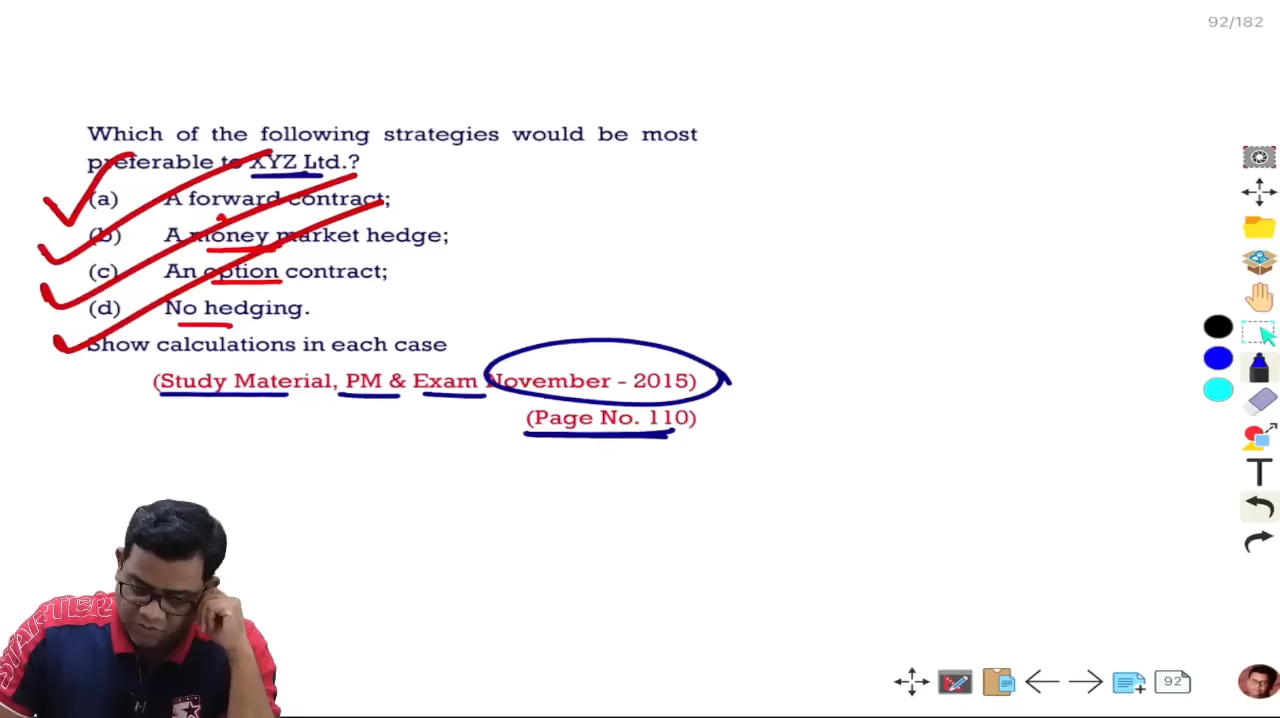 92/182
Which of the following strategies would be most
preferable to XYZ Ltd.?
(a) A forward contract;
(b) A money market hedge;
(c) An option contract;
(d) No hedging.
Show calculations in each case
(Study Material, PM & Exam November - 2015)
(Page No. 110)
STARTER
T
92